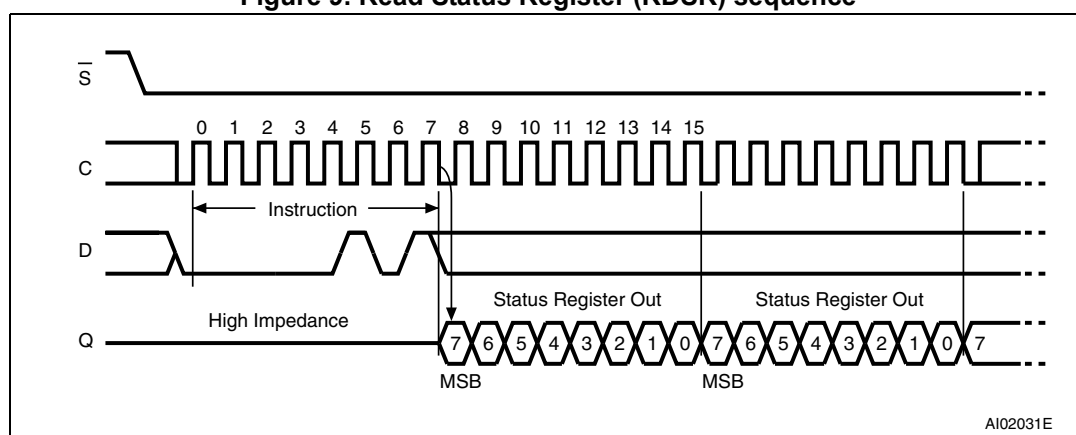 Figure 9. Read Status Register (RDSR) sequence
S
0 1 2 3 4 5 6 7 8 9 10 11 12 13 14 15
C
Instruction
D
Status Register Out Status Register Out
High Impedance
Q 7 6 5 4 3 2 1 0 7 6 5 4 3 2 1 0 7
MSB MSB
AI02031E